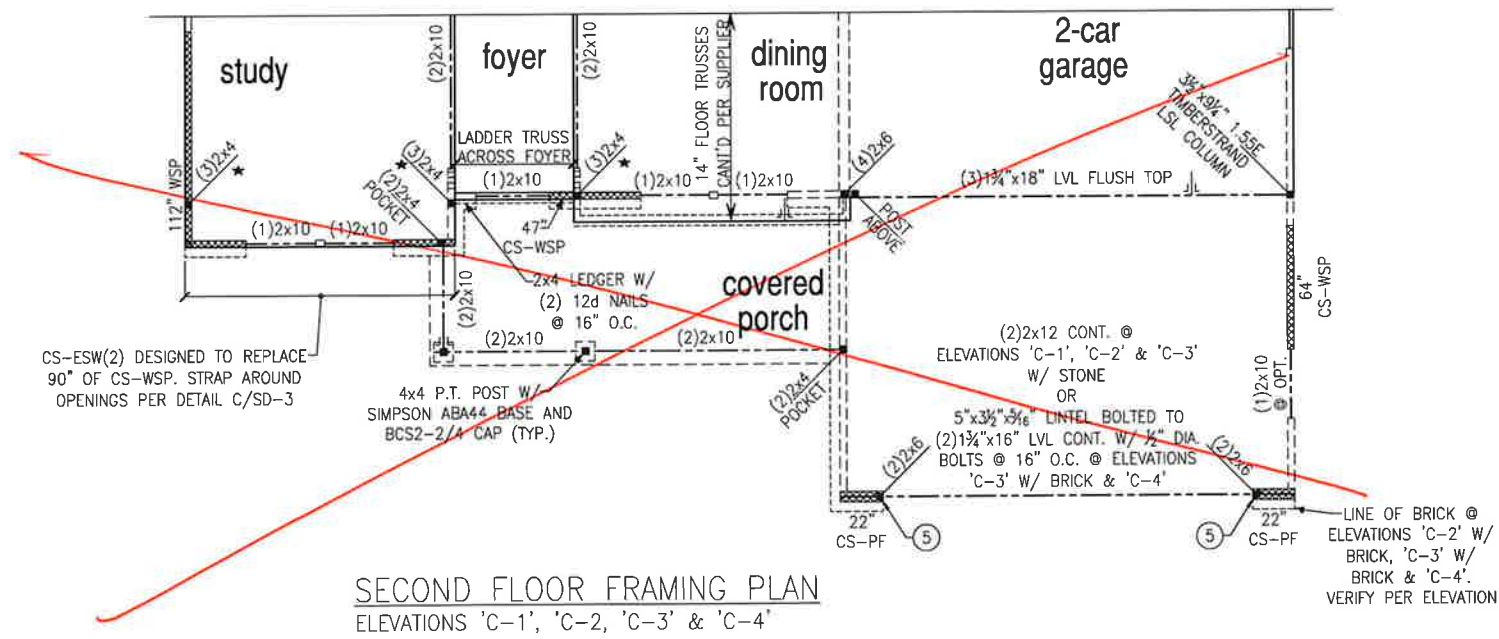 study
foyer
dining
room
2-car
garage
(2)2x10
(2)2x10
14" FLOOR TRUSSES
CANT'D PER SUPPLIER
3½"x9¼" 1.55E
TIMBERSTRAND
LSL COLUMN
112" WSP
(3)2x4
★
LADDER TRUSS
ACROSS FOYER
★
(3)2x4
(3)2x4
★
(2)2x4
POCKET
(1)2x10
(1)2x10
(1)2x10
(4)2x6
(3)1¾"x18" LVL FLUSH TOP
POST
ABOVE
(1)2x10
(1)2x10
47"
CS-WSP
2x4 LEDGER W/
(2) 12d NAILS
@ 16" O.C.
(2)2x10
covered
porch
64"
CS-WSP
(2)2x10
(2)2x10
CS-ESW(2) DESIGNED TO REPLACE
90" OF CS-WSP. STRAP AROUND
OPENINGS PER DETAIL C/SD-3
4x4 P.T. POST W/
SIMPSON ABA44 BASE AND
BCS2-2/4 CAP (TYP.)
(2)2x4
POCKET
(2)2x12 CONT. @
ELEVATIONS 'C-1', 'C-2' & 'C-3'
W/ STONE
OR
5"x3½"x5/16" LINTEL BOLTED TO
(2)1¾"x16" LVL CONT. W/ ½" DIA.
BOLTS @ 16" O.C. @ ELEVATIONS
'C-3' W/ BRICK & 'C-4'
(1)2x10
@ OPT.
(2)2x6
(2)2x6
22"
CS-PF
5
5
22"
CS-PF
LINE OF BRICK @
ELEVATIONS 'C-2' W/
BRICK, 'C-3' W/
BRICK & 'C-4'.
VERIFY PER ELEVATION
SECOND FLOOR FRAMING PLAN
ELEVATIONS 'C-1', 'C-2, 'C-3' & 'C-4'